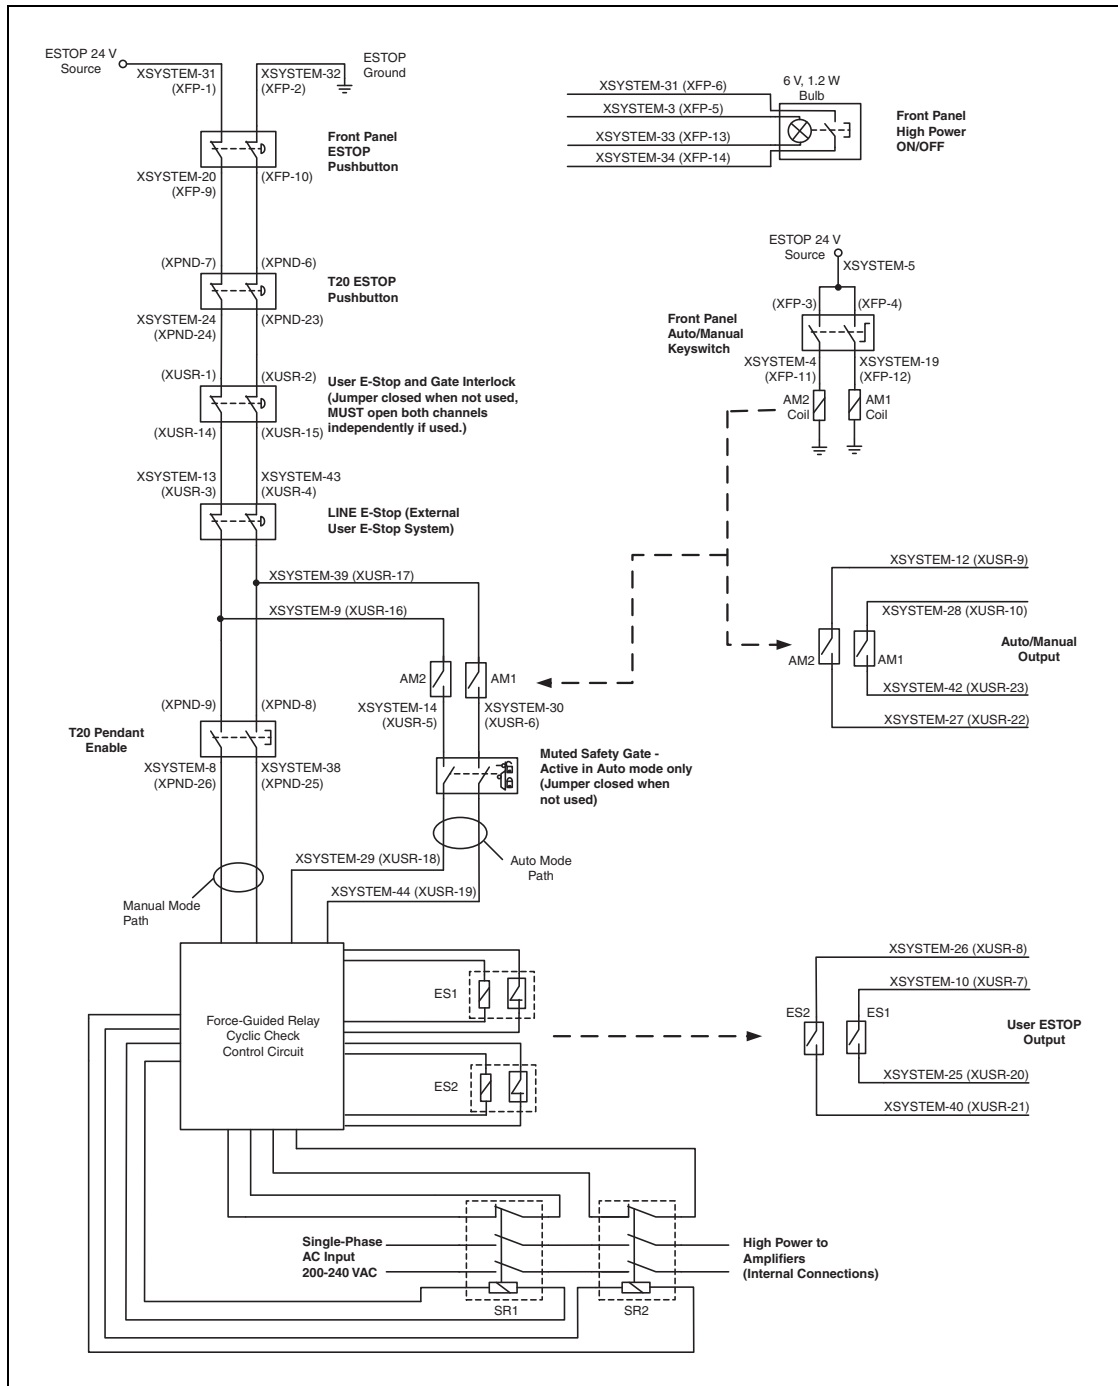 ESTOP 24 V
Source
XSYSTEM-31
(XFP-1)
XSYSTEM-32
(XFP-2)
ESTOP
Ground
Front Panel
ESTOP
Pushbutton
XSYSTEM-20
(XFP-9)
(XFP-10)
(XPND-7)
(XPND-6)
T20 ESTOP
Pushbutton
XSYSTEM-24
(XPND-24)
(XPND-23)
(XUSR-1)
(XUSR-2)
User E-Stop and Gate Interlock
(Jumper closed when not used,
MUST open both channels
independently if used.)
(XUSR-14)
(XUSR-15)
XSYSTEM-13
(XUSR-3)
XSYSTEM-43
(XUSR-4)
LINE E-Stop (External
User E-Stop System)
XSYSTEM-39 (XUSR-17)
XSYSTEM-9 (XUSR-16)
AM2
AM1
XSYSTEM-14
(XUSR-5)
XSYSTEM-30
(XUSR-6)
(XPND-9)
(XPND-8)
T20 Pendant
Enable
XSYSTEM-8
(XPND-26)
XSYSTEM-38
(XPND-25)
Muted Safety Gate -
Active in Auto mode only
(Jumper closed when
not used)
Auto Mode
Path
XSYSTEM-29 (XUSR-18)
XSYSTEM-44 (XUSR-19)
Manual Mode
Path
XSYSTEM-31 (XFP-6)
XSYSTEM-3 (XFP-5)
XSYSTEM-33 (XFP-13)
XSYSTEM-34 (XFP-14)
6 V, 1.2 W
Bulb
Front Panel
High Power
ON/OFF
ESTOP 24 V
Source
XSYSTEM-5
(XFP-3)
(XFP-4)
Front Panel
Auto/Manual
Keyswitch
XSYSTEM-4
(XFP-11)
XSYSTEM-19
(XFP-12)
AM2
Coil
AM1
Coil
XSYSTEM-12 (XUSR-9)
XSYSTEM-28 (XUSR-10)
AM2
AM1
Auto/Manual
Output
XSYSTEM-42 (XUSR-23)
XSYSTEM-27 (XUSR-22)
Force-Guided Relay
Cyclic Check
Control Circuit
ES1
ES2
XSYSTEM-26 (XUSR-8)
XSYSTEM-10 (XUSR-7)
ES2
ES1
User ESTOP
Output
XSYSTEM-25 (XUSR-20)
XSYSTEM-40 (XUSR-21)
Single-Phase
AC Input
200-240 VAC
High Power to
Amplifiers
(Internal Connections)
SR1
SR2